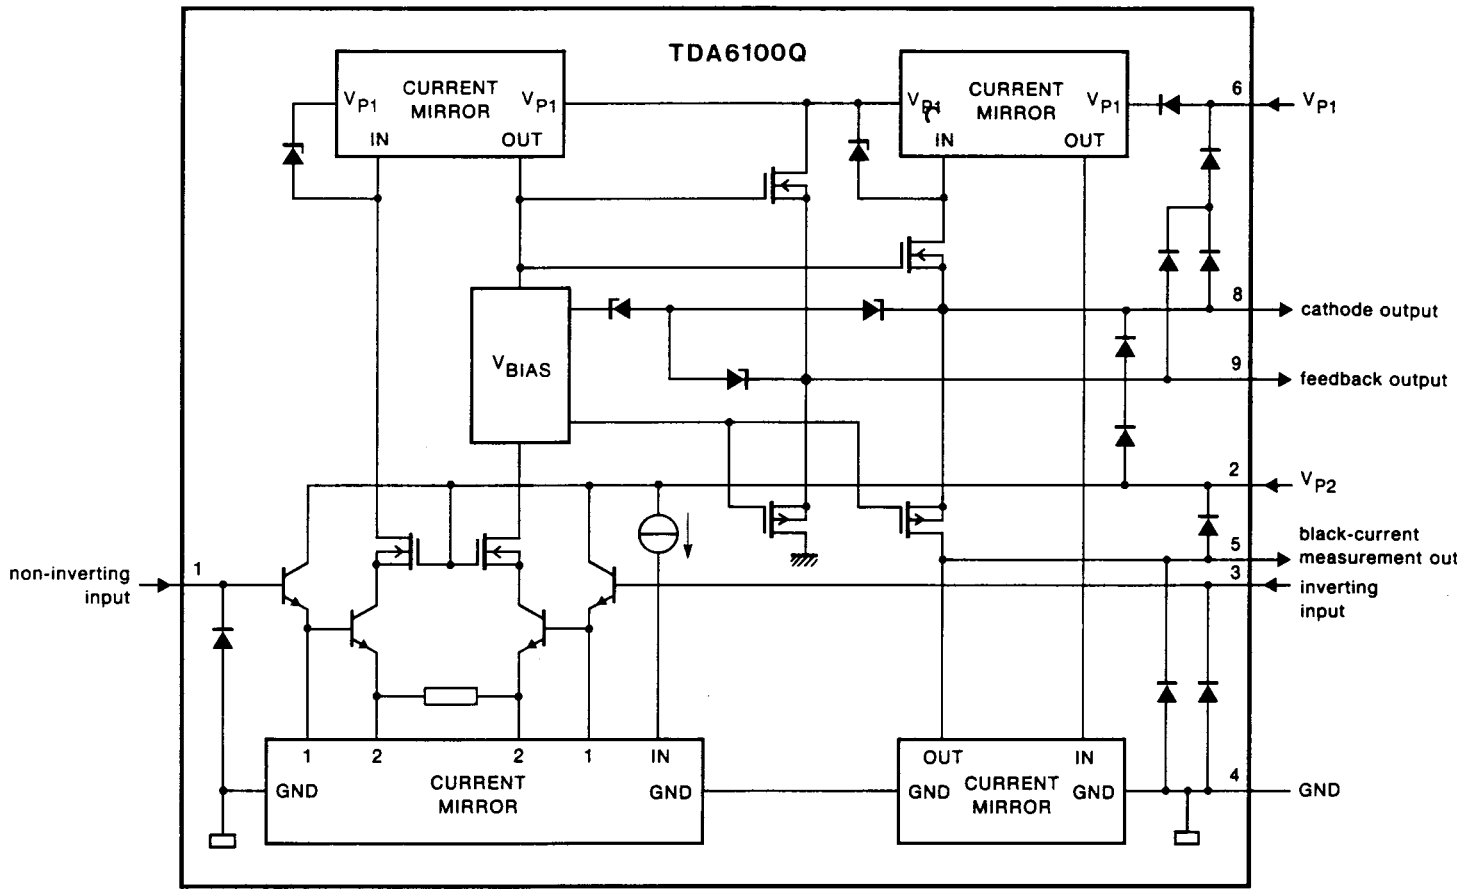 TDA6100Q
CURRENT
MIRROR
VP1
VP1
IN
OUT
CURRENT
MIRROR
VP1
VP1
IN
OUT
6
VP1
8
cathode output
VBIAS
9
feedback output
2
VP2
black-current
measurement out
5
non-inverting
input
1
3
inverting
input
1
2
2
1
IN
GND
CURRENT
MIRROR
GND
OUT
IN
GND
CURRENT
MIRROR
GND
4
GND